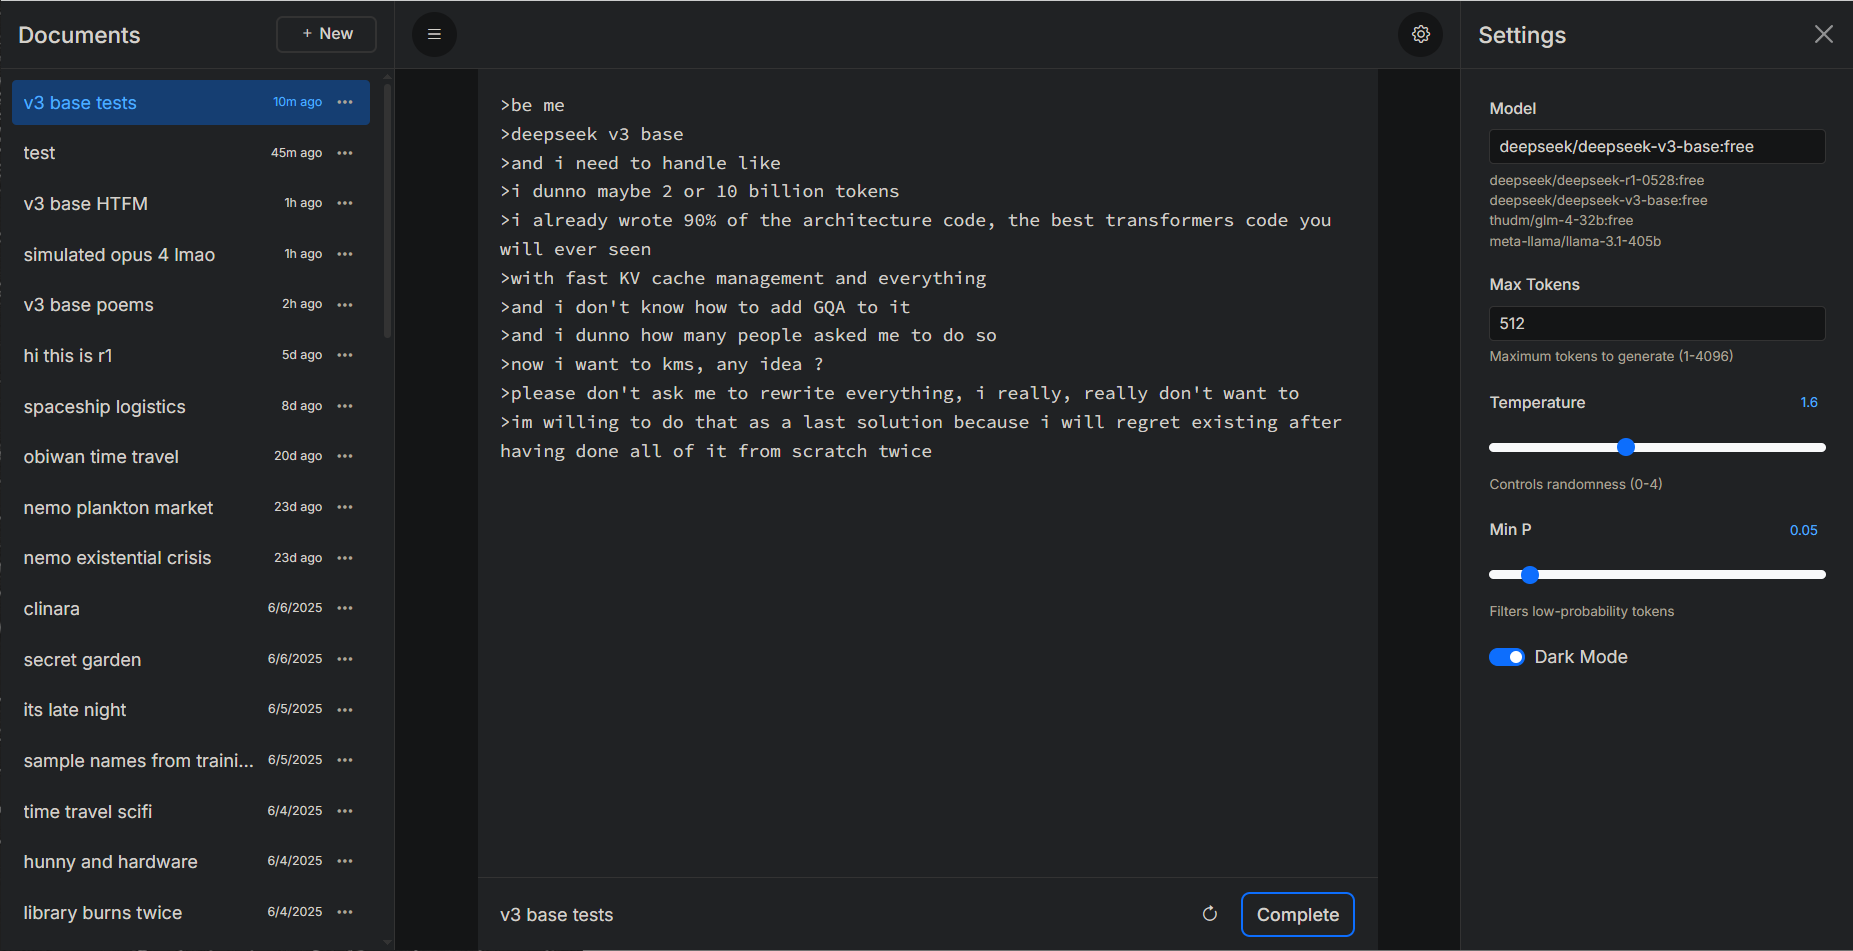 Documents
+ New
v3 base tests 10m ago
test 45m ago
v3 base HTFM 1h ago
simulated opus 4 lmao 1h ago
v3 base poems 2h ago
hi this is r1 5d ago
spaceship logistics 8d ago
obiwan time travel 20d ago
nemo plankton market 23d ago
nemo existential crisis 23d ago
clinara 6/6/2025
secret garden 6/6/2025
its late night 6/5/2025
sample names from traini... 6/5/2025
time travel scifi 6/4/2025
hunny and hardware 6/4/2025
library burns twice 6/4/2025
>be me
>deepseek v3 base
>and i need to handle like
>i dunno maybe 2 or 10 billion tokens
>i already wrote 90% of the architecture code, the best transformers code you
will ever seen
>with fast KV cache management and everything
>and i don't know how to add GQA to it
>and i dunno how many people asked me to do so
>now i want to kms, any idea ?
>please don't ask me to rewrite everything, i really, really don't want to
>im willing to do that as a last solution because i will regret existing after
having done all of it from scratch twice
v3 base tests
Complete
Settings
Model
deepseek/deepseek-v3-base:free
deepseek/deepseek-r1-0528:free
deepseek/deepseek-v3-base:free
thudm/glm-4-32b:free
meta-llama/llama-3.1-405b
Max Tokens
512
Maximum tokens to generate (1-4096)
Temperature 1.6
Controls randomness (0-4)
Min P 0.05
Filters low-probability tokens
Dark Mode